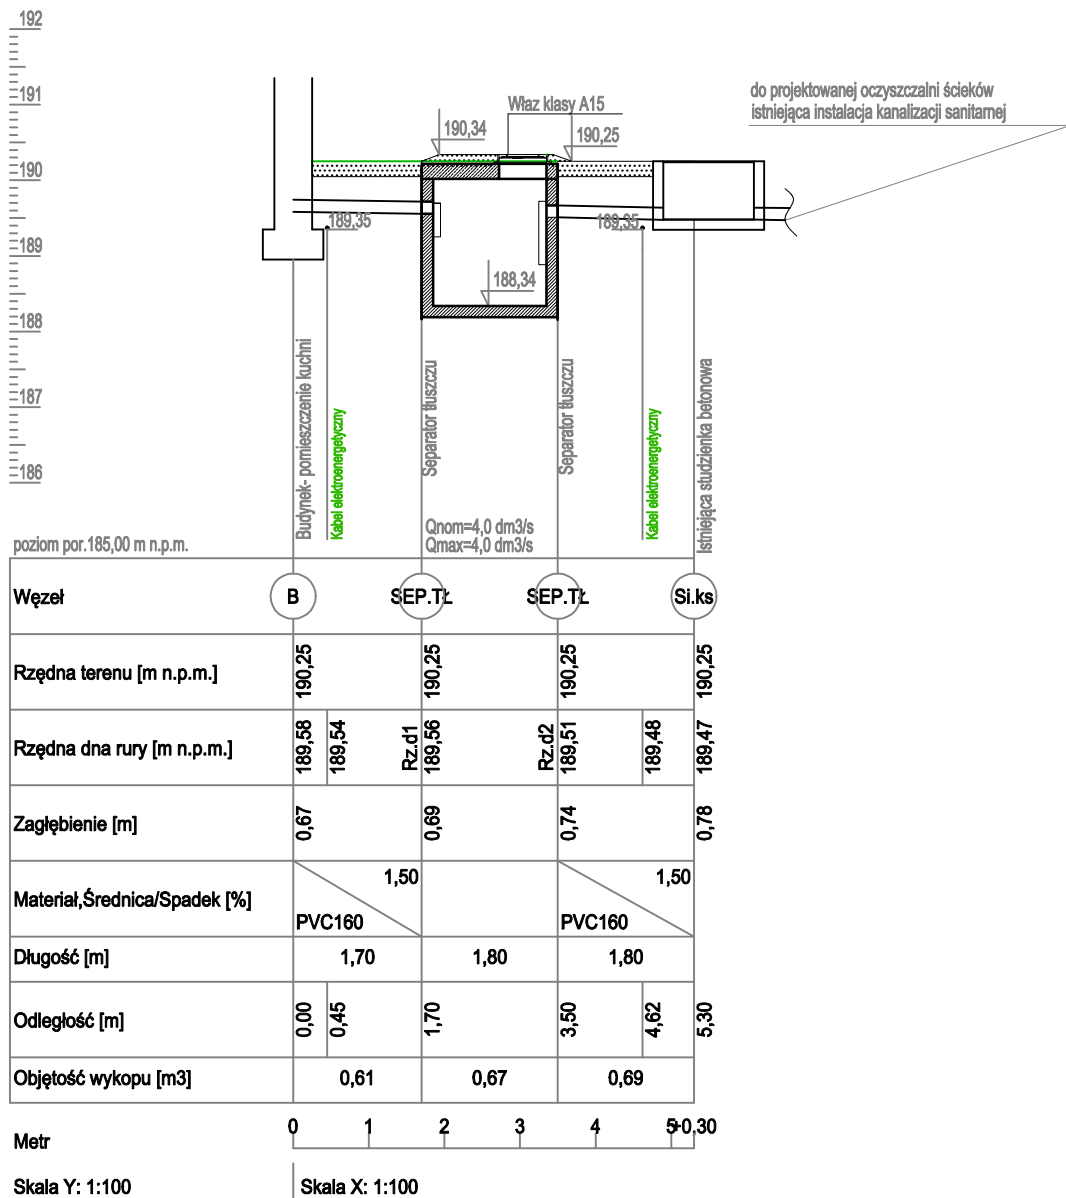 192
191
190
189
188
187
186
Właz klasy A15
190,34
190,25
do projektowanej oczyszczalni ścieków
istniejąca instalacja kanalizacji sanitarnej
189,35
189,35
188,34
Budynek- pomieszczenie kuchni
Kabel elektroenergetyczny
Separator tłuszczu
Separator tłuszczu
Kabel elektroenergetyczny
Istniejąca studzienka betonowa
Qnom=4,0 dm3/s
Qmax=4,0 dm3/s
poziom por.185,00 m n.p.m.
Węzeł B SEP.TŁ SEP.TŁ Si.ks
Rzędna terenu [m n.p.m.] 190,25 190,25 190,25 190,25
Rzędna dna rury [m n.p.m.] 189,58 189,54 Rz.d1 189,56 Rz.d2 189,51 189,48 189,47
Zagłębienie [m] 0,67 0,69 0,74 0,78
Materiał,Średnica/Spadek [%] PVC160 1,50 PVC160 1,50
Długość [m] 1,70 1,80 1,80
Odległość [m] 0,00 0,45 1,70 3,50 4,62 5,30
Objętość wykopu [m3] 0,61 0,67 0,69
Metr 0 1 2 3 4 5 +0,30
Skala Y: 1:100 Skala X: 1:100